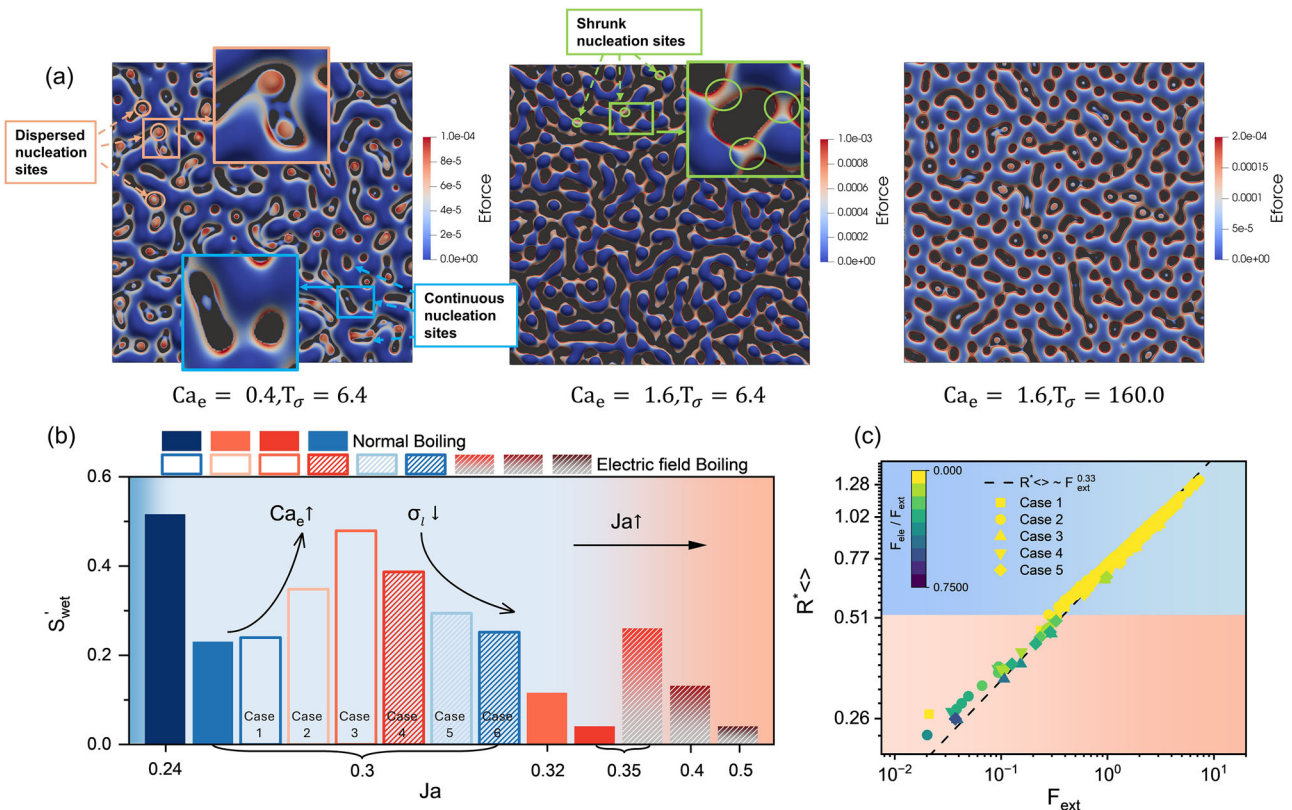 (a)
Shrunk
nucleation sites
Dispersed
nucleation
sites
Continuous
nucleation
sites
1.0e-04
8e-5
6e-5
4e-5
2e-5
0.0e+00
Eforce
1.0e-03
0.0008
0.0006
0.0004
0.0002
0.0e+00
Eforce
2.0e-04
0.00015
0.0001
5e-5
0.0e+00
Eforce
Ca_e = 0.4,T_σ = 6.4
Ca_e = 1.6,T_σ = 6.4
Ca_e = 1.6,T_σ = 160.0
(b)
Normal Boiling
Electric field Boiling
0.6
0.4
0.2
0.0
S'_wet
Ca_e↑
σ_l ↓
Ja↑
Case 1
Case 2
Case 3
Case 4
Case 5
Case 6
0.24
0.3
0.32
0.35
0.4
0.5
Ja
(c)
0.000
0.7500
F_ele / F_ext
R^*<> ~ F_ext^0.33
Case 1
Case 2
Case 3
Case 4
Case 5
1.28
1.02
0.77
0.51
0.26
R^*<>
10^-2
10^-1
10^0
10^1
F_ext